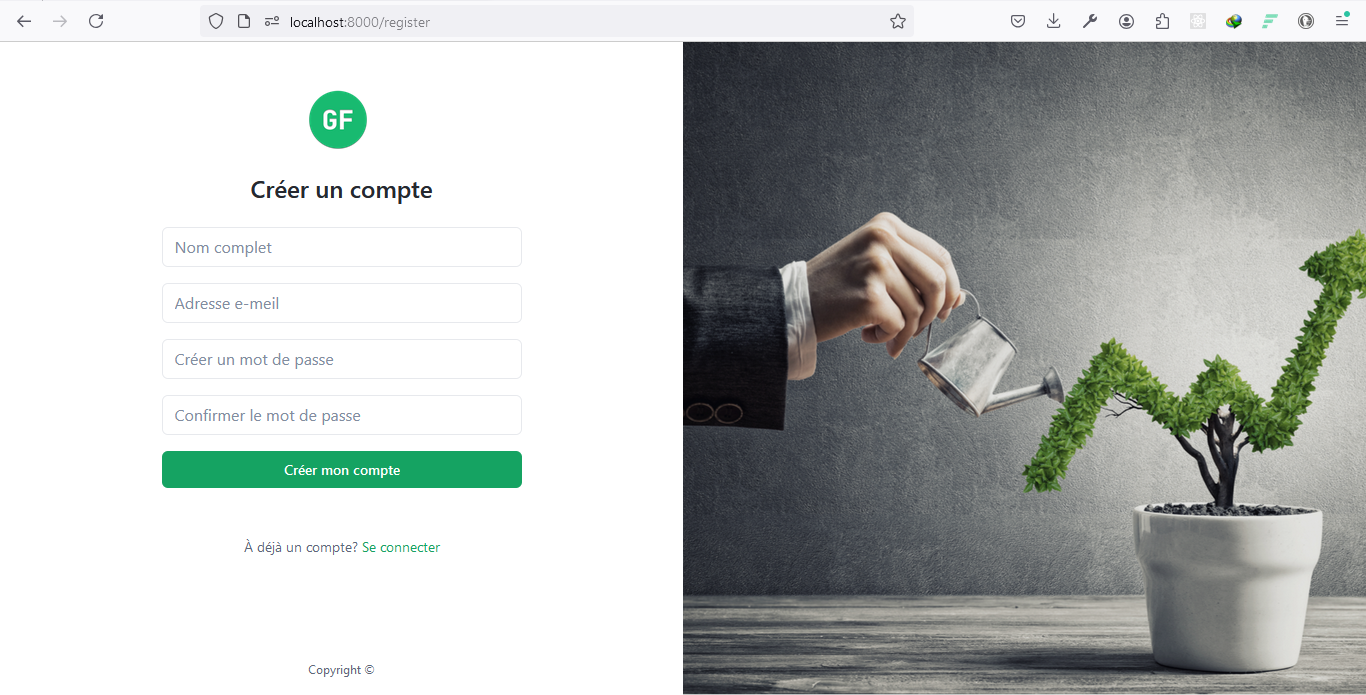 localhost:8000/register
GF
Créer un compte
Nom complet
Adresse e-meil
Créer un mot de passe
Confirmer le mot de passe
Créer mon compte
À déjà un compte? Se connecter
Copyright ©